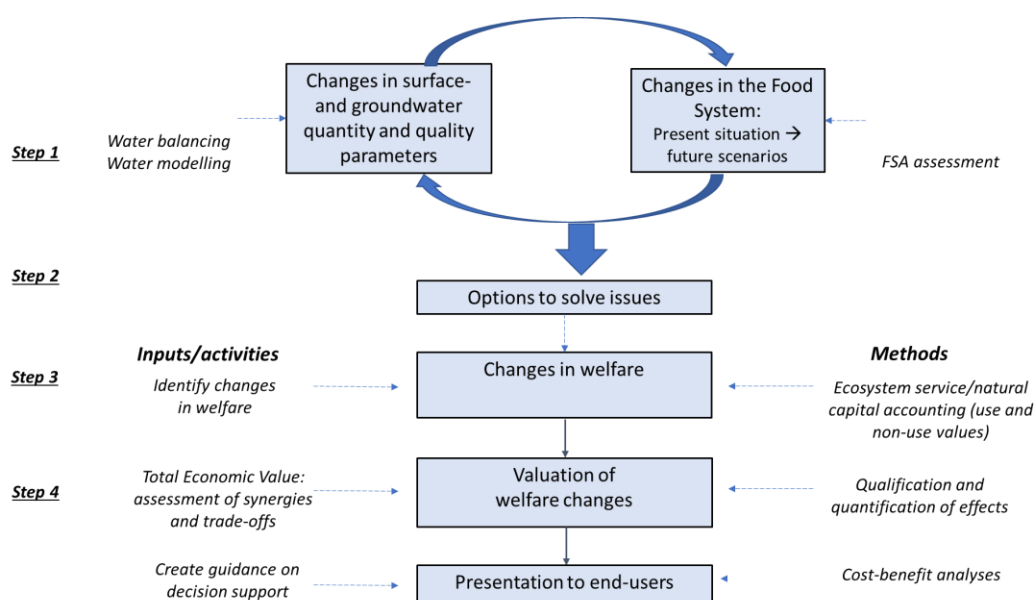 Changes in surface-
and groundwater
quantity and quality
parameters
Changes in the Food
System:
Present situation →
future scenarios
Step 1
Water balancing
Water modelling
FSA assessment
Step 2
Options to solve issues
Inputs/activities
Methods
Step 3
Identify changes
in welfare
Changes in welfare
Ecosystem service/natural
capital accounting (use and
non-use values)
Step 4
Total Economic Value:
assessment of synergies
and trade-offs
Valuation of
welfare changes
Qualification and
quantification of effects
Create guidance on
decision support
Presentation to end-users
Cost-benefit analyses